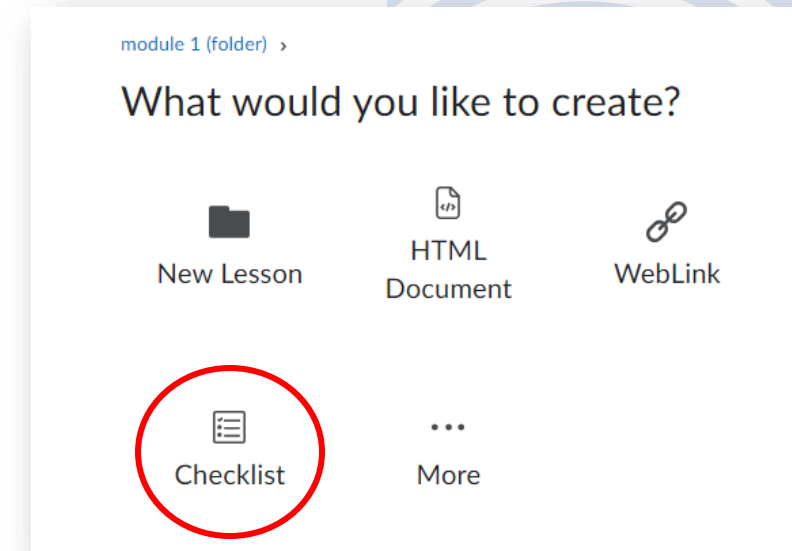 module 1 (folder) ›
What would you like to create?
New Lesson
HTML
Document
WebLink
Checklist
More